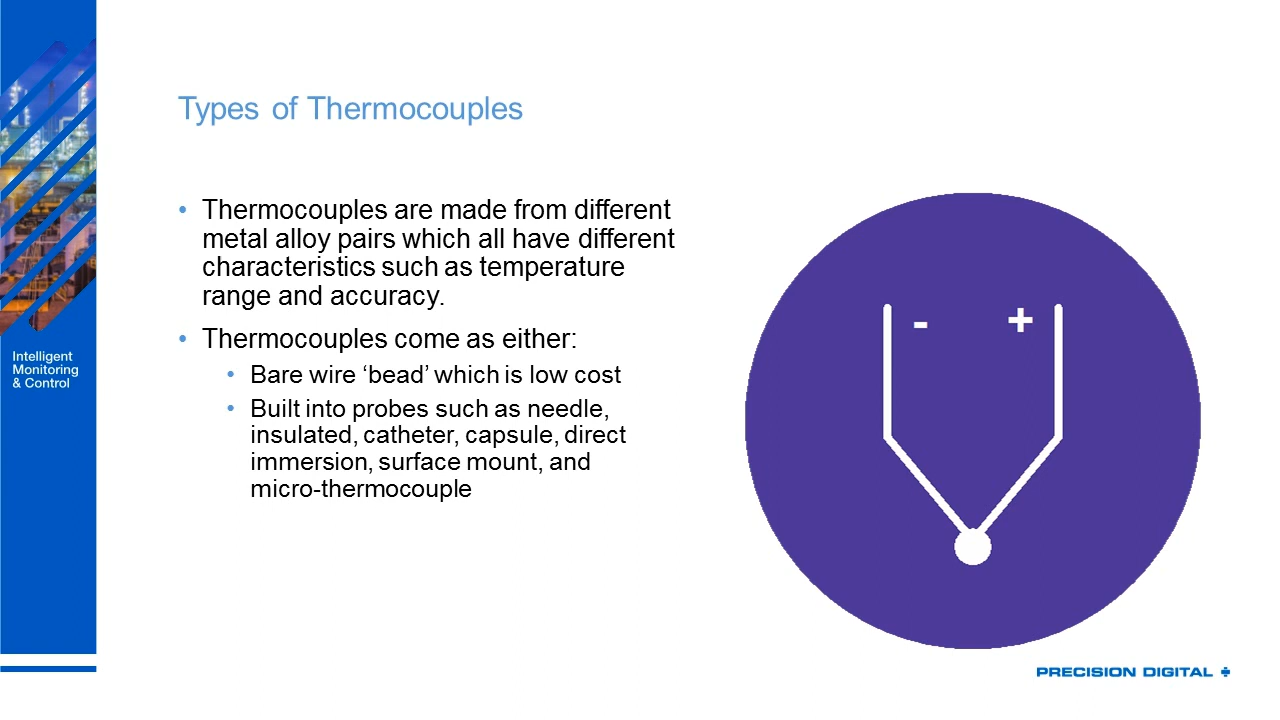 Types of Thermocouples
• Thermocouples are made from different
metal alloy pairs which all have different
characteristics such as temperature
range and accuracy.
• Thermocouples come as either:
• Bare wire ‘bead’ which is low cost
• Built into probes such as needle,
insulated, catheter, capsule, direct
immersion, surface mount, and
micro-thermocouple
- +
Intelligent
Monitoring
& Control
PRECISION DIGITAL